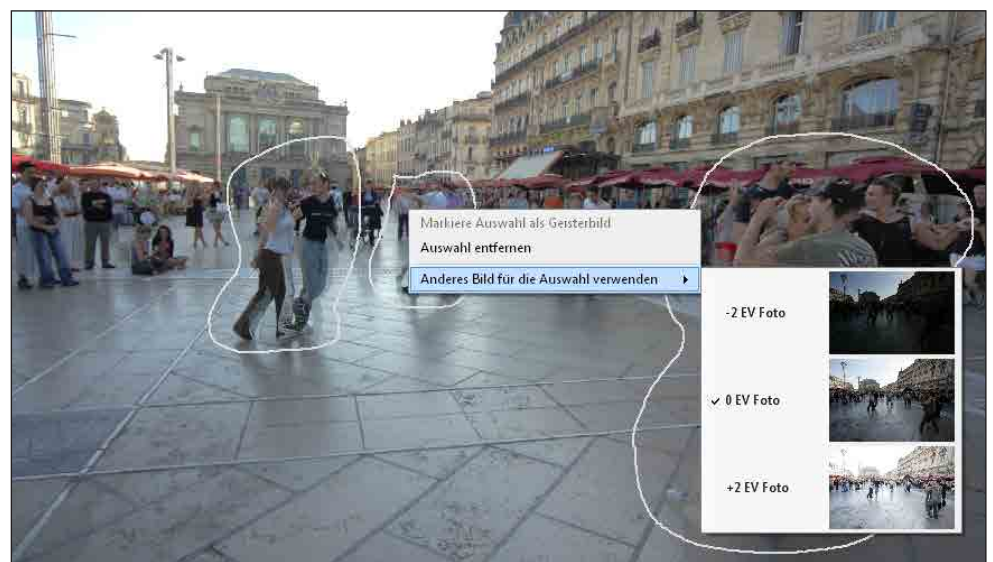 Markiere Auswahl als Geisterbild
Auswahl entfernen
Anderes Bild für die Auswahl verwenden
-2 EV Foto
0 EV Foto
+2 EV Foto